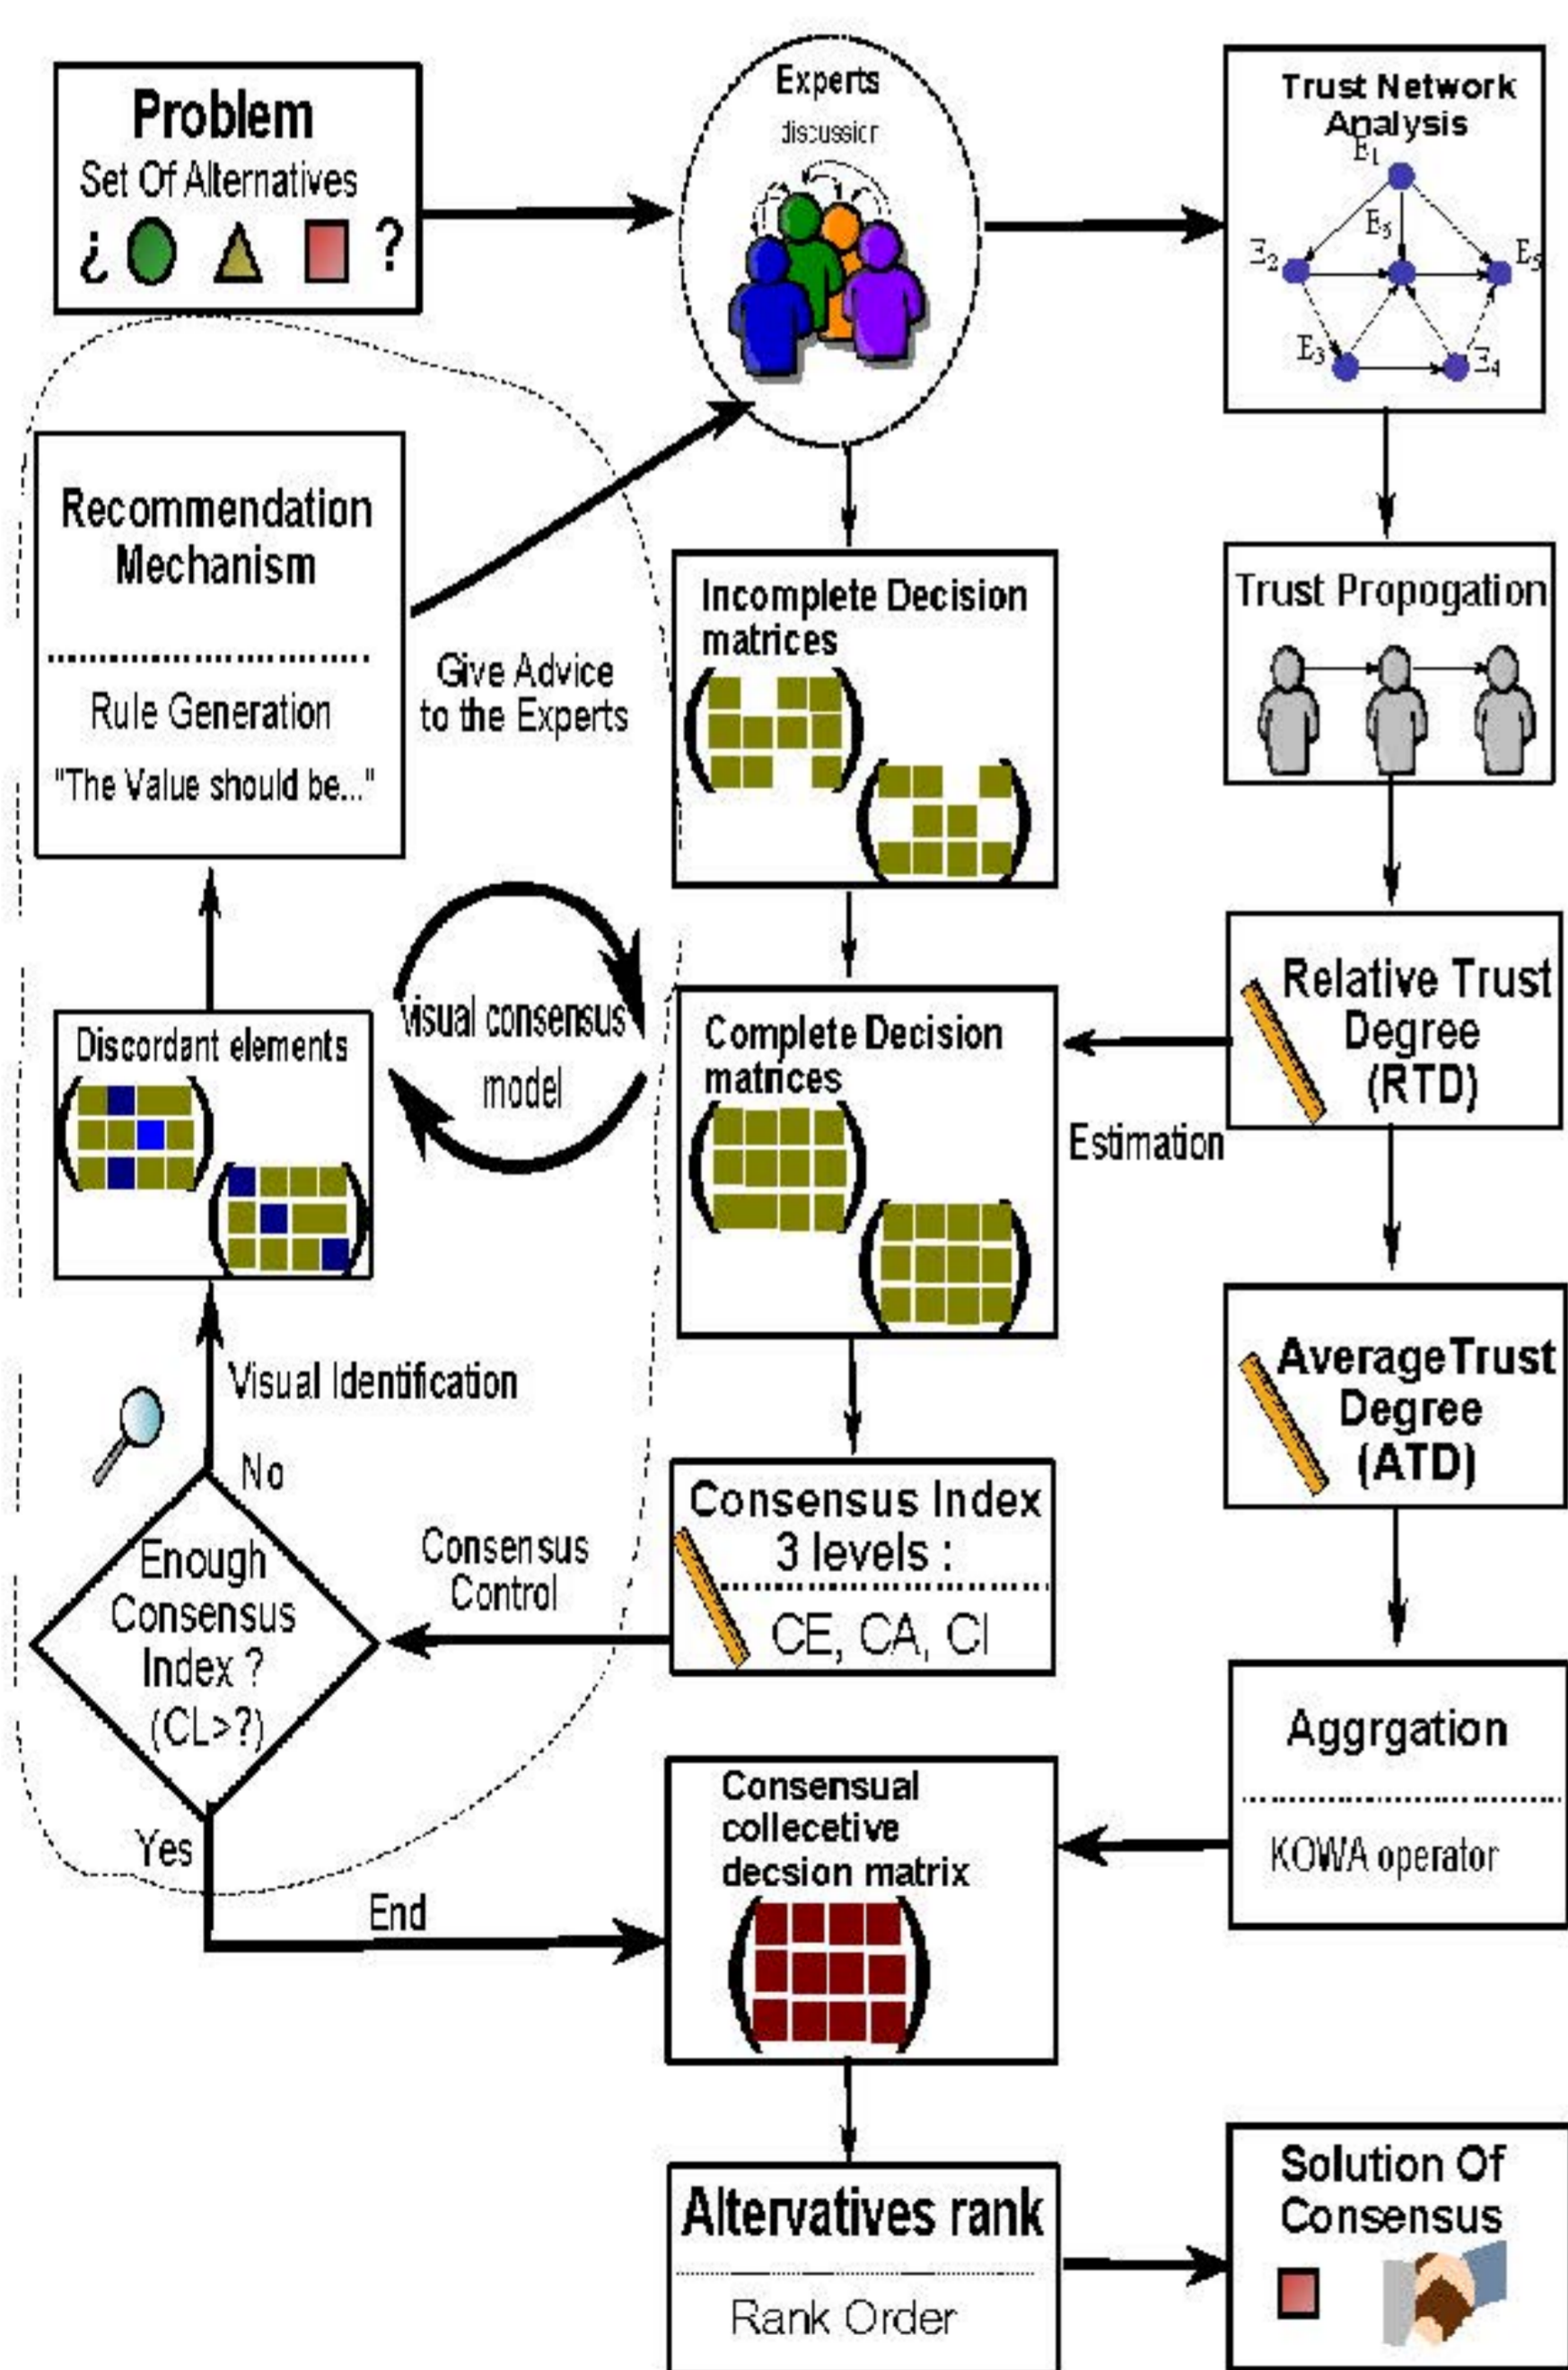 Problem
Set Of Alternatives
¿ ?
Experts
discussion
Trust Network
Analysis
E1
E6
E2
E5
E3
E4
Recommendation
Mechanism
Rule Generation
"The Value should be..."
Give Advice
to the Experts
Incomplete Decision
matrices
Trust Propogation
visual consensus
model
Discordant elements
Complete Decision
matrices
Relative Trust
Degree
(RTD)
Estimation
Visual Identification
No
Enough
Consensus
Index ?
(CL>?)
Yes
End
Consensus
Control
Consensus Index
3 levels :
CE, CA, CI
Average Trust
Degree
(ATD)
Aggrgation
KOWA operator
Consensual
collecetive
decsion matrix
Altervatives rank
Rank Order
Solution Of
Consensus